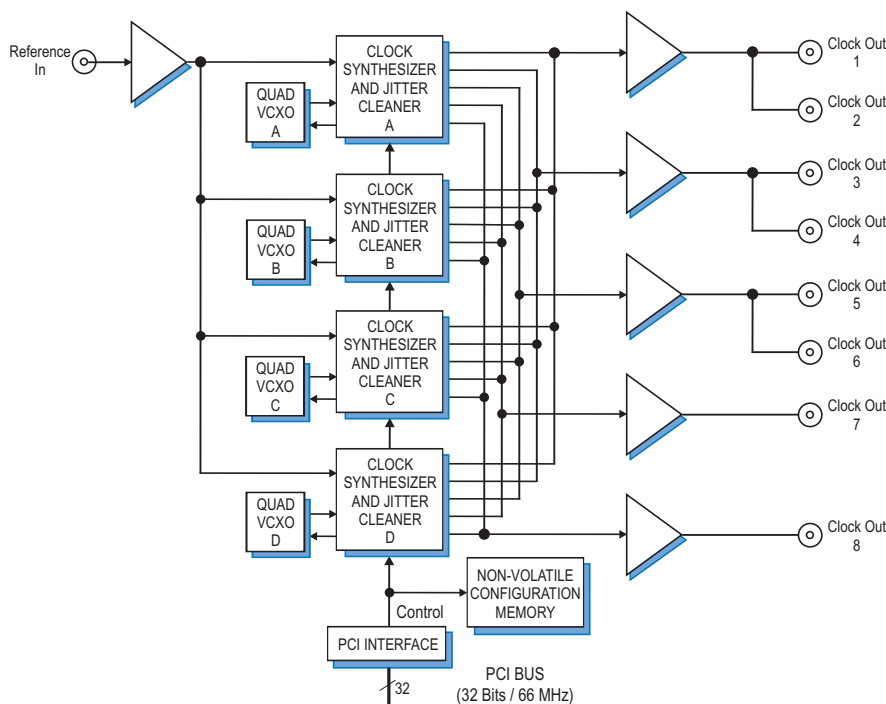 Reference
In
CLOCK
SYNTHESIZER
AND JITTER
CLEANER
A
QUAD
VCXO
A
Clock Out
1
Clock Out
2
CLOCK
SYNTHESIZER
AND JITTER
CLEANER
B
QUAD
VCXO
B
Clock Out
3
Clock Out
4
CLOCK
SYNTHESIZER
AND JITTER
CLEANER
C
QUAD
VCXO
C
Clock Out
5
Clock Out
6
CLOCK
SYNTHESIZER
AND JITTER
CLEANER
D
QUAD
VCXO
D
Clock Out
7
Clock Out
8
NON-VOLATILE
CONFIGURATION
MEMORY
Control
PCI INTERFACE
32
PCI BUS
(32 Bits / 66 MHz)